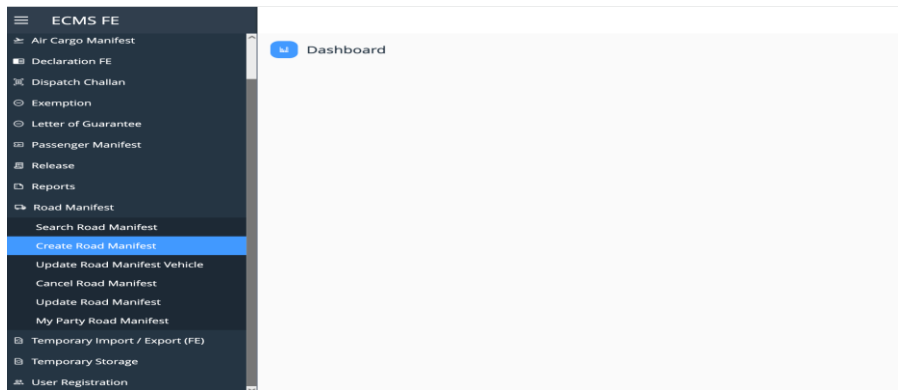 ECMS FE
Air Cargo Manifest
Dashboard
Declaration FE
Dispatch Challan
Exemption
Letter of Guarantee
Passenger Manifest
Release
Reports
Road Manifest
Search Road Manifest
Create Road Manifest
Update Road Manifest Vehicle
Cancel Road Manifest
Update Road Manifest
My Party Road Manifest
Temporary Import / Export (FE)
Temporary Storage
User Registration